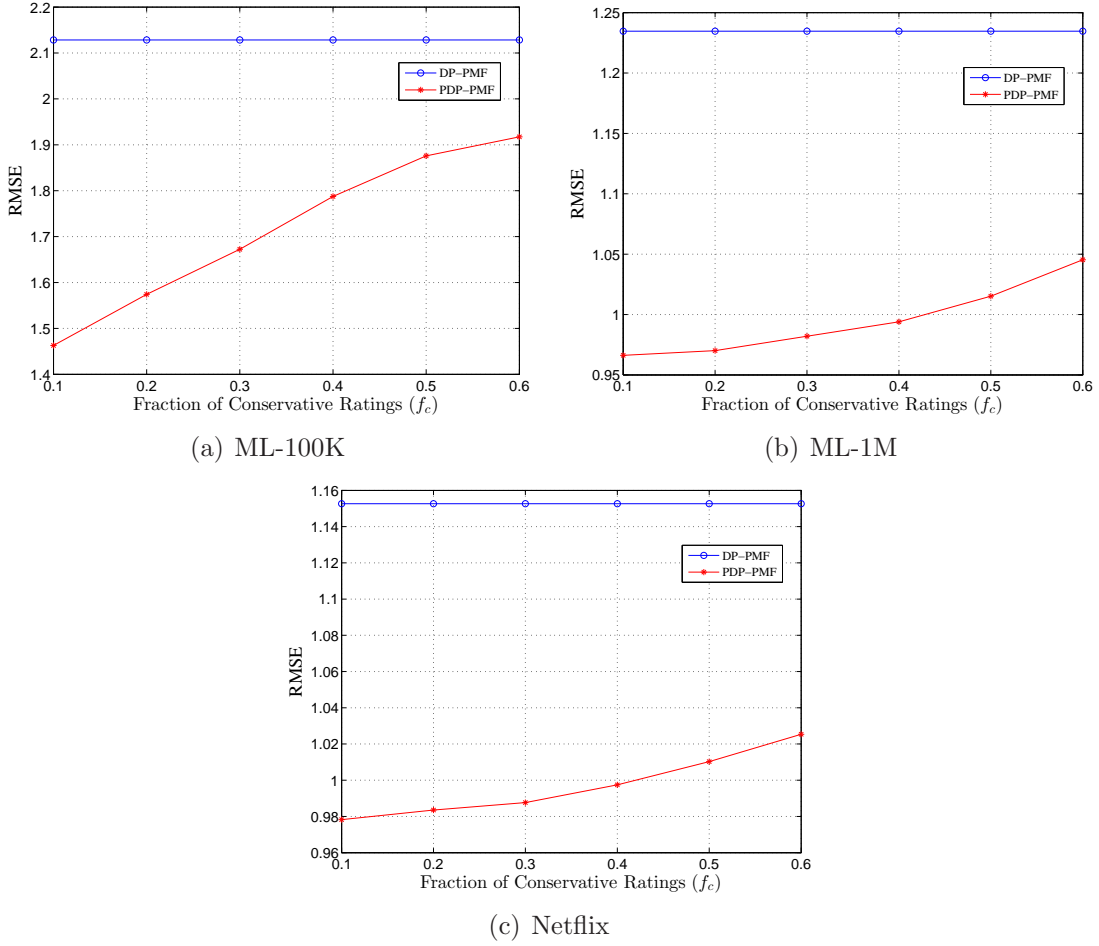 2.2
2.1
2
1.9
1.8
1.7
1.6
1.5
1.4
RMSE
DP-PMF
PDP-PMF
0.1 0.2 0.3 0.4 0.5 0.6
Fraction of Conservative Ratings (f_c)
(a) ML-100K
1.25
1.2
1.15
1.1
1.05
1
0.95
RMSE
DP-PMF
PDP-PMF
0.1 0.2 0.3 0.4 0.5 0.6
Fraction of Conservative Ratings (f_c)
(b) ML-1M
1.16
1.14
1.12
1.1
1.08
1.06
1.04
1.02
1
0.98
0.96
RMSE
DP-PMF
PDP-PMF
0.1 0.2 0.3 0.4 0.5 0.6
Fraction of Conservative Ratings (f_c)
(c) Netflix